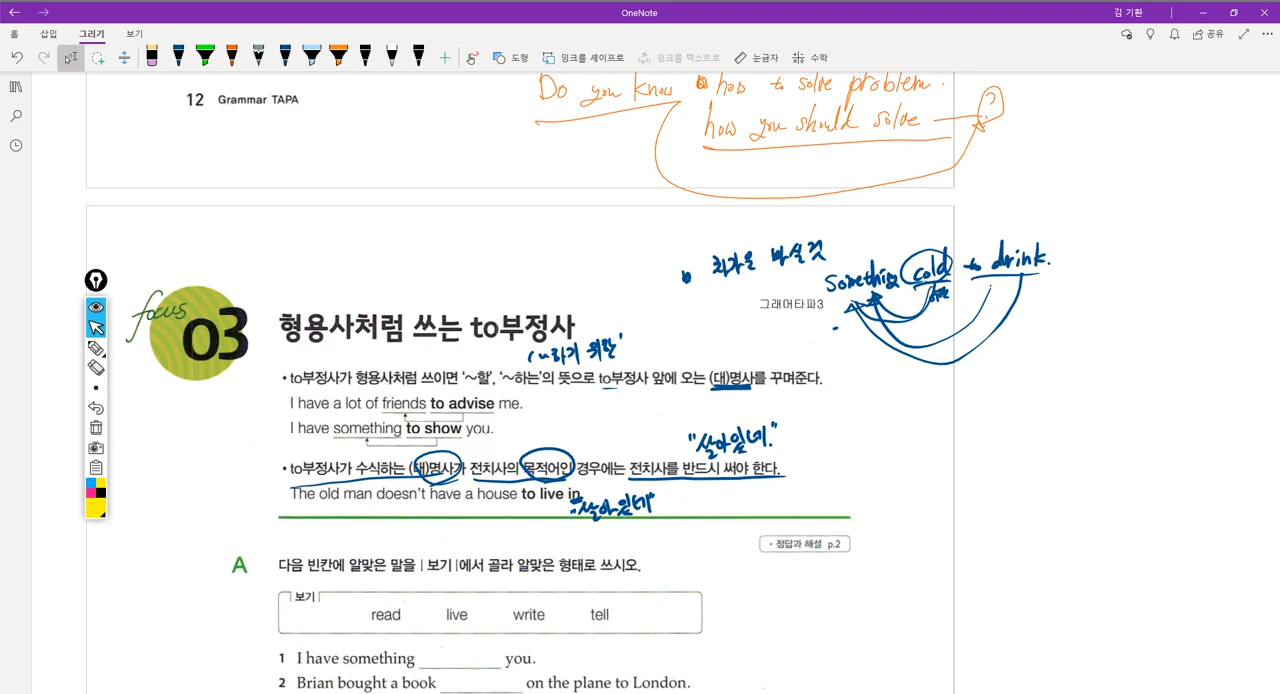 OneNote
김 기환
홈 삽입 그리기 보기
공유
도형 잉크를 셰이프로 잉크를 텍스트로 눈금자 수학
12 Grammar TAPA
Do you know how to solve problem.
how you should solve ?
차가운 마실것
something cold to drink.
그래머타파3
focus 03 형용사처럼 쓰는 to부정사
(~하기 위한
• to부정사가 형용사처럼 쓰이면 '~할', '~하는'의 뜻으로 to부정사 앞에 오는 (대)명사를 꾸며준다.
I have a lot of friends to advise me.
I have something to show you.
"살아있네."
• to부정사가 수식하는 (대)명사가 전치사의 목적어인 경우에는 전치사를 반드시 써야 한다.
The old man doesn't have a house to live in.
"살아있네"
• 정답과 해설 p.2
A 다음 빈칸에 알맞은 말을 |보기|에서 골라 알맞은 형태로 쓰시오.
보기
read live write tell
1 I have something ________ you.
2 Brian bought a book ________ on the plane to London.